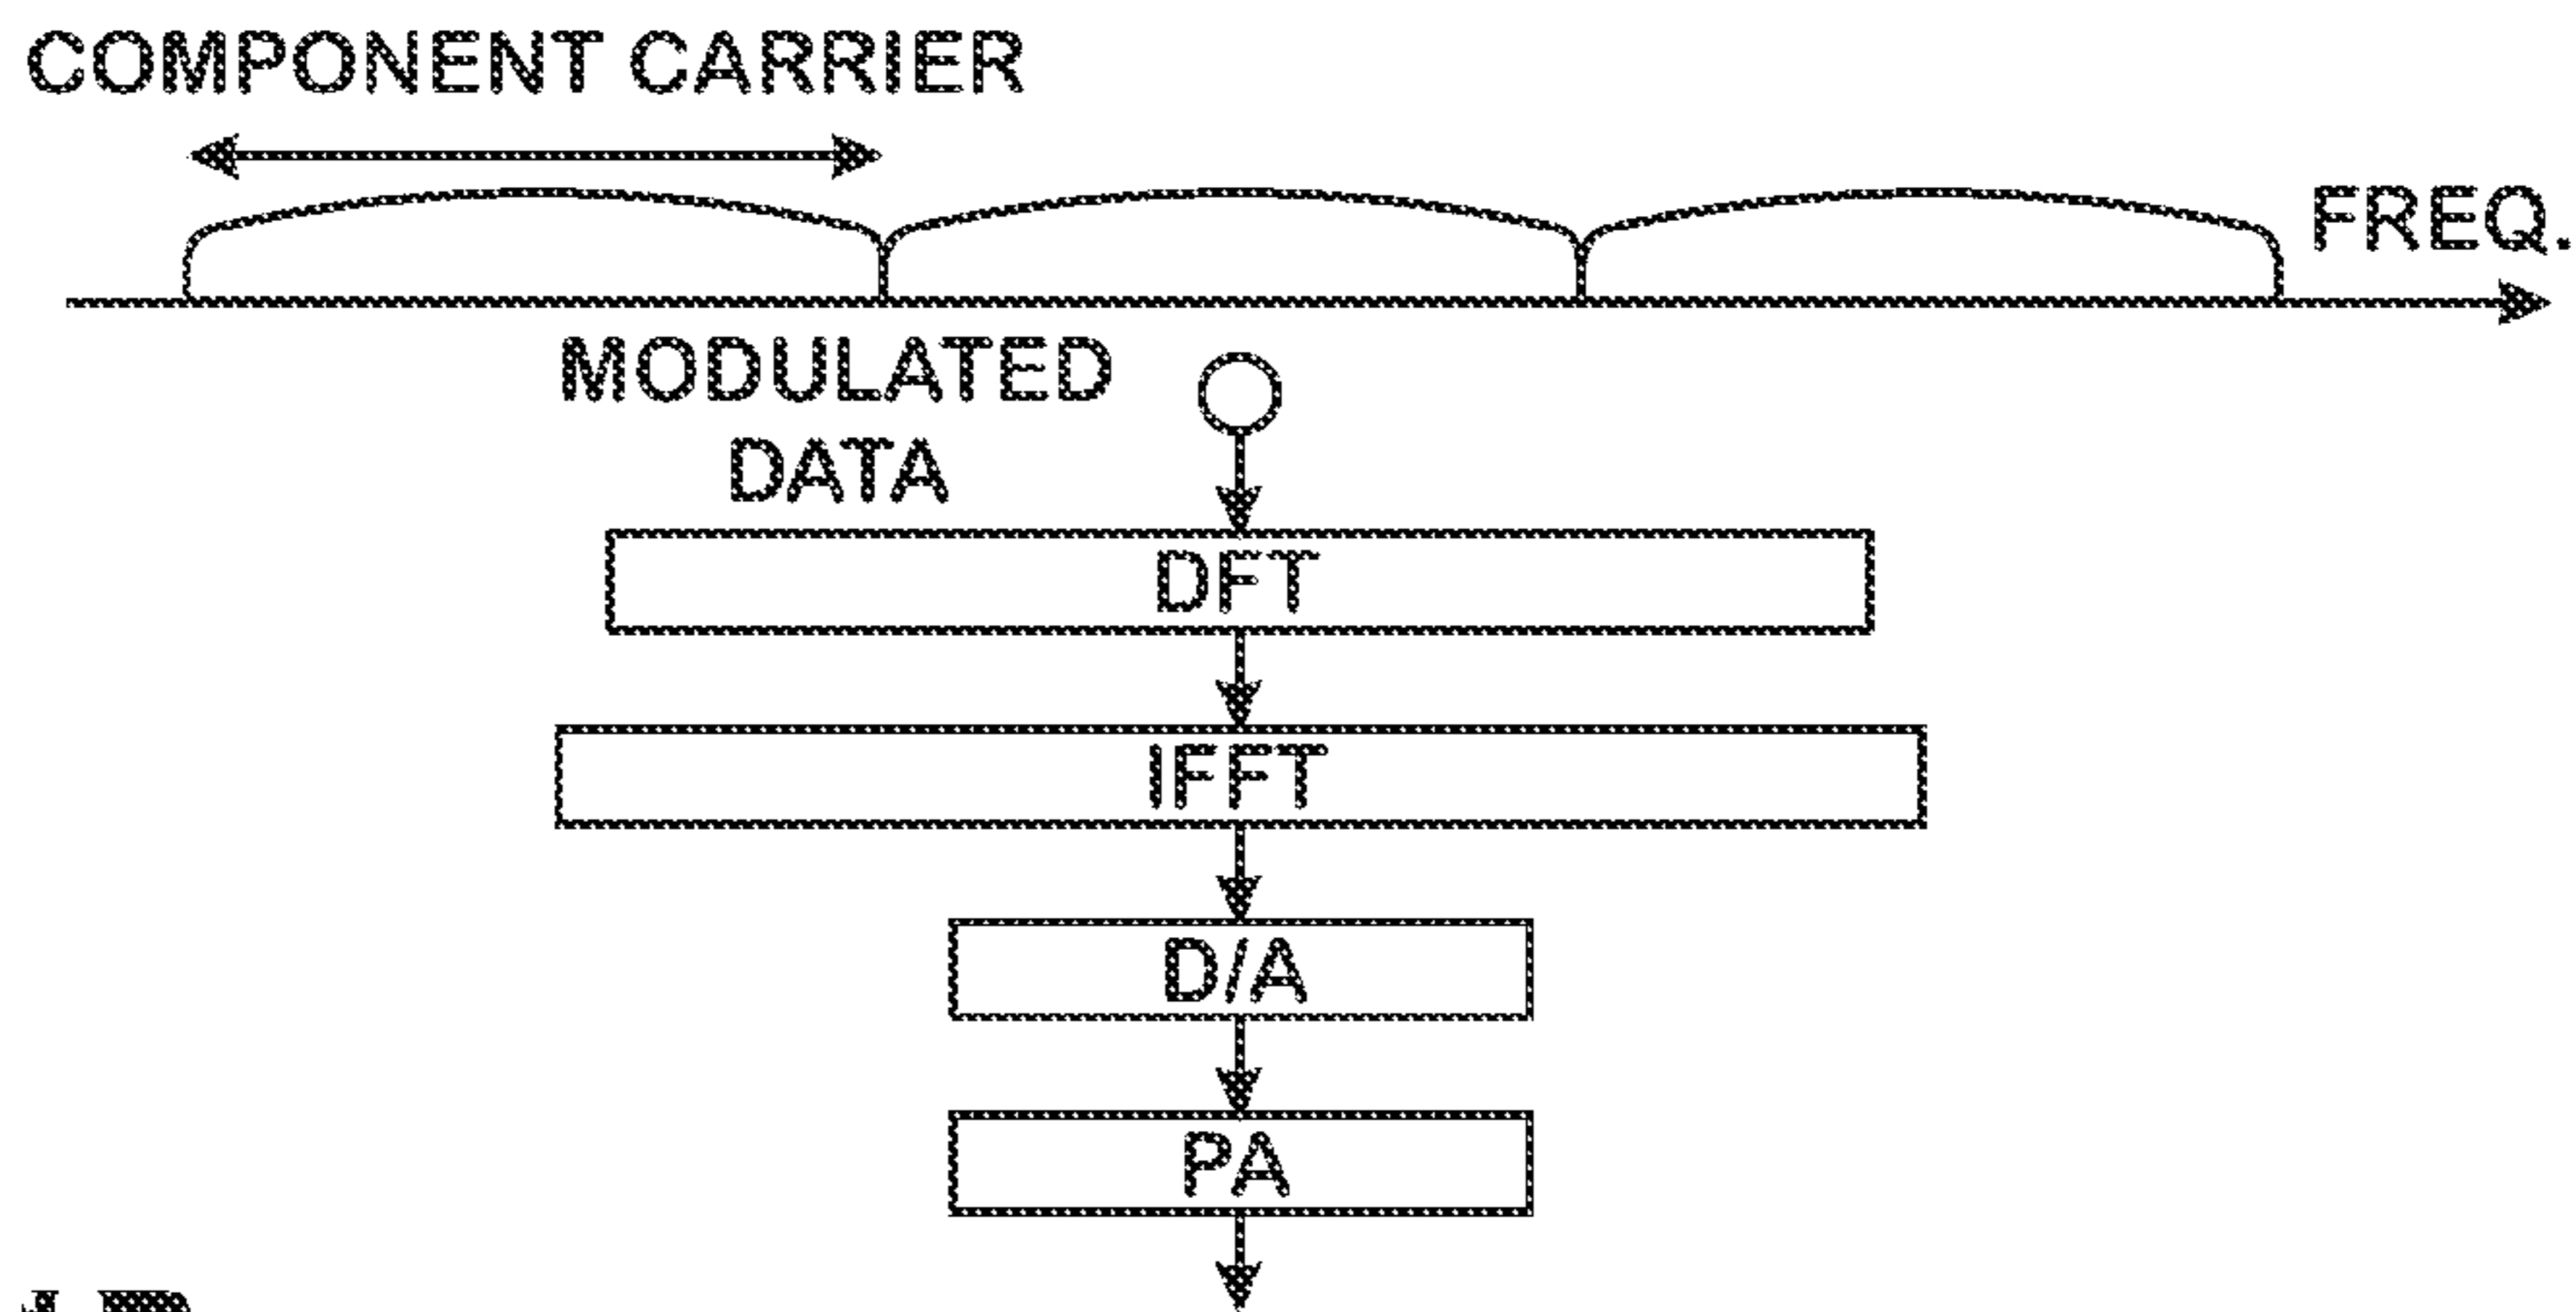 COMPONENT CARRIER
FREQ.
MODULATED
DATA
DFT
IFFT
D/A
PA